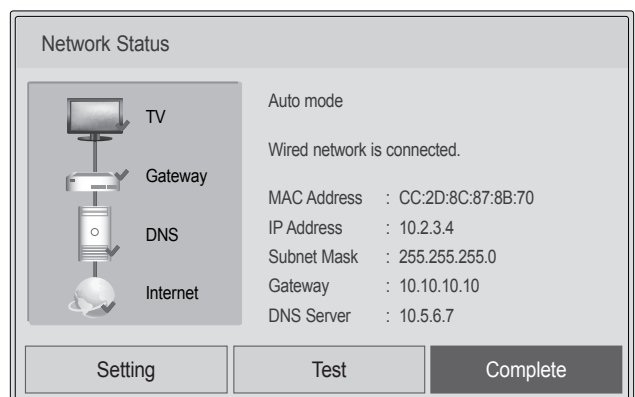 Network Status
TV
Gateway
DNS
Internet
Auto mode
Wired network is connected.
MAC Address : CC:2D:8C:87:8B:70
IP Address : 10.2.3.4
Subnet Mask : 255.255.255.0
Gateway : 10.10.10.10
DNS Server : 10.5.6.7
Setting
Test
Complete